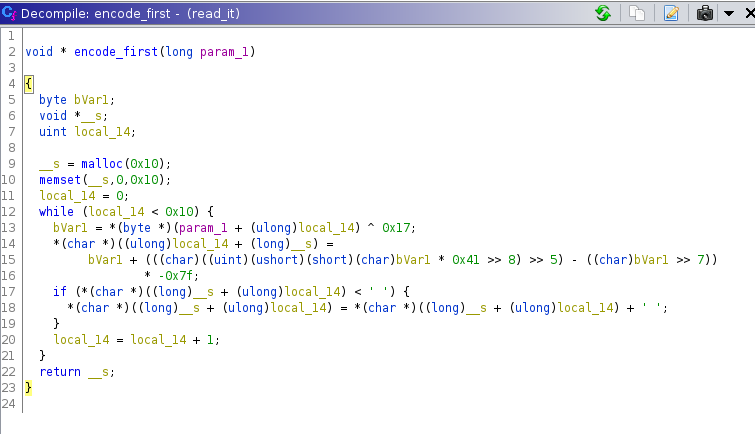 Decompile: encode_first - (read_it)
1
2 void * encode_first(long param_1)
3
4 {
5 byte bVar1;
6 void *__s;
7 uint local_14;
8
9 __s = malloc(0x10);
10 memset(__s,0,0x10);
11 local_14 = 0;
12 while (local_14 < 0x10) {
13 bVar1 = *(byte *)(param_1 + (ulong)local_14) ^ 0x17;
14 *(char *)((ulong)local_14 + (long)__s) =
15 bVar1 + (((char)((uint)(ushort)(short)(char)bVar1 * 0x41 >> 8) >> 5) - ((char)bVar1 >> 7))
16 * -0x7f;
17 if (*(char *)((long)__s + (ulong)local_14) < ' ') {
18 *(char *)((long)__s + (ulong)local_14) = *(char *)((long)__s + (ulong)local_14) + ' ';
19 }
20 local_14 = local_14 + 1;
21 }
22 return __s;
23 }
24